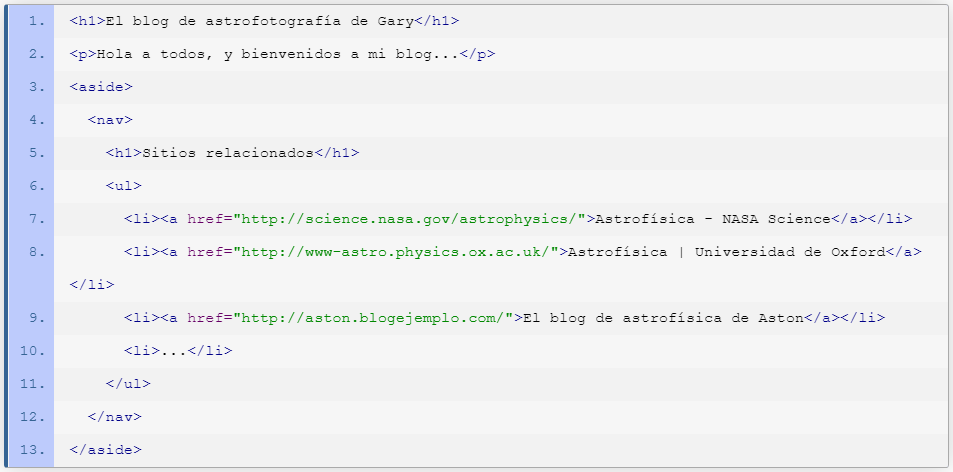 1. <h1>El blog de astrofotografía de Gary</h1>
2. <p>Hola a todos, y bienvenidos a mi blog...</p>
3. <aside>
4. <nav>
5. <h1>Sitios relacionados</h1>
6. <ul>
7. <li><a href="http://science.nasa.gov/astrophysics/">Astrofísica - NASA Science</a></li>
8. <li><a href="http://www-astro.physics.ox.ac.uk/">Astrofísica | Universidad de Oxford</a>
</li>
9. <li><a href="http://aston.blogejemplo.com/">El blog de astrofísica de Aston</a></li>
10. <li>...</li>
11. </ul>
12. </nav>
13. </aside>